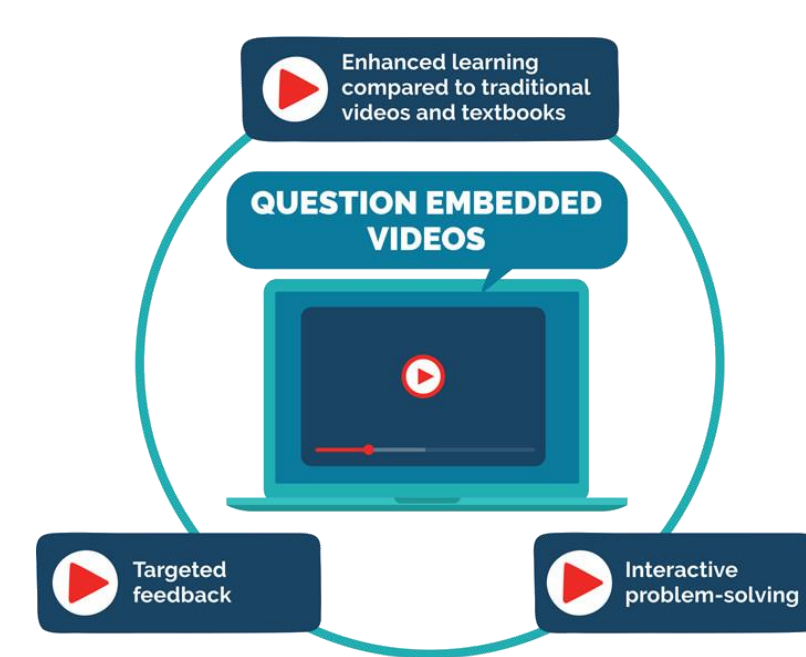 Enhanced learning
compared to traditional
videos and textbooks
QUESTION EMBEDDED
VIDEOS
Targeted
feedback
Interactive
problem-solving